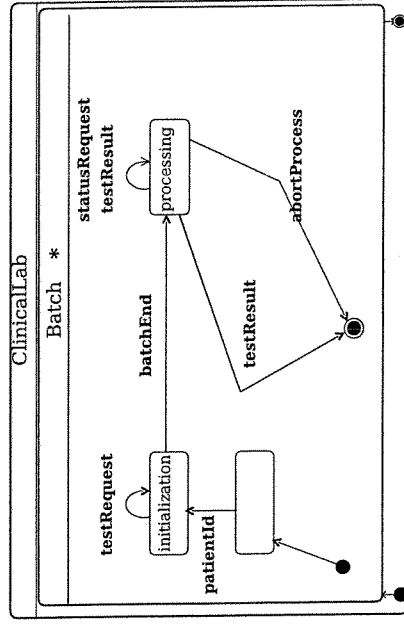 ClinicalLab
Batch *
statusRequest
testResult
processing
abortProcess
batchEnd
testResult
testRequest
initialization
patientId